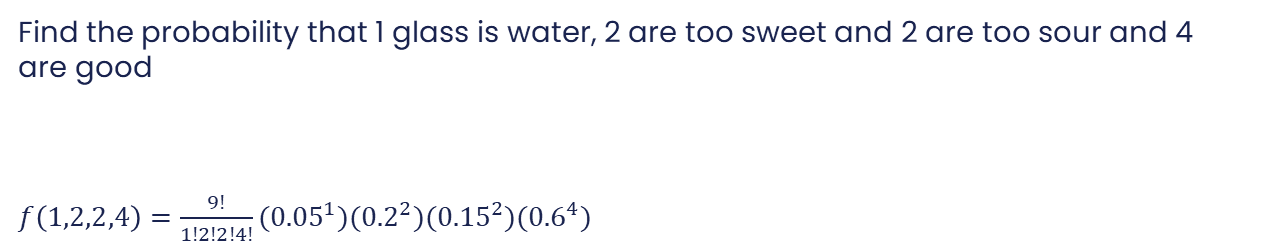 Find the probability that 1 glass is water, 2 are too sweet and 2 are too sour and 4
are good
f(1,2,2,4) = 9!/1!2!2!4! (0.05¹)(0.2²)(0.15²)(0.6⁴)